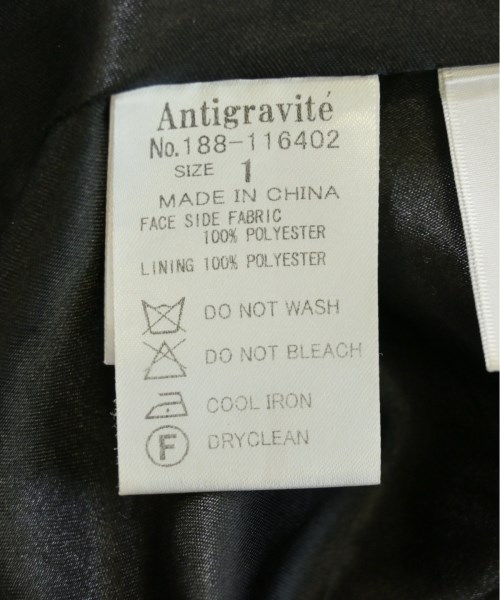 Antigravité
No.188-116402
SIZE 1
MADE IN CHINA
FACE SIDE FABRIC
100% POLYESTER
LINING 100% POLYESTER
DO NOT WASH
DO NOT BLEACH
COOL IRON
F DRYCLEAN